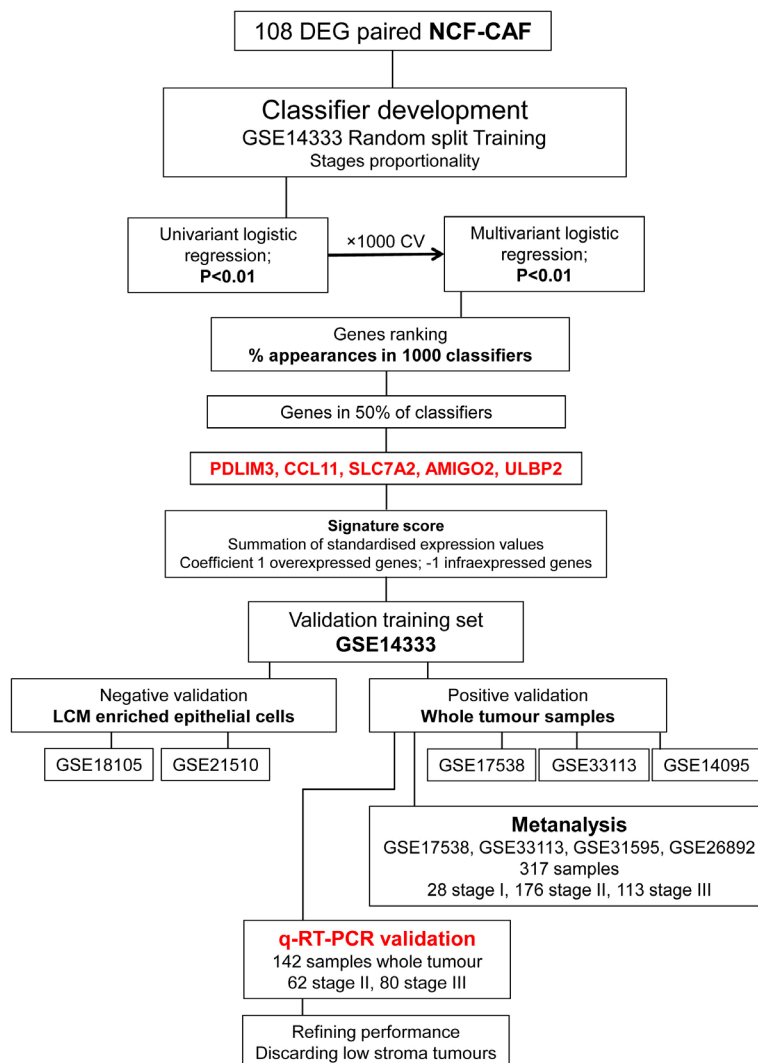 108 DEG paired NCF-CAF
Classifier development
GSE14333 Random split Training
Stages proportionality
Univariant logistic
regression;
P<0.01
×1000 CV
Multivariant logistic
regression;
P<0.01
Genes ranking
% appearances in 1000 classifiers
Genes in 50% of classifiers
PDLIM3, CCL11, SLC7A2, AMIGO2, ULBP2
Signature score
Summation of standardised expression values
Coefficient 1 overexpressed genes; -1 infraexpressed genes
Validation training set
GSE14333
Negative validation
LCM enriched epithelial cells
GSE18105
GSE21510
Positive validation
Whole tumour samples
GSE17538
GSE33113
GSE14095
Metanalysis
GSE17538, GSE33113, GSE31595, GSE26892
317 samples
28 stage I, 176 stage II, 113 stage III
q-RT-PCR validation
142 samples whole tumour
62 stage II, 80 stage III
Refining performance
Discarding low stroma tumours